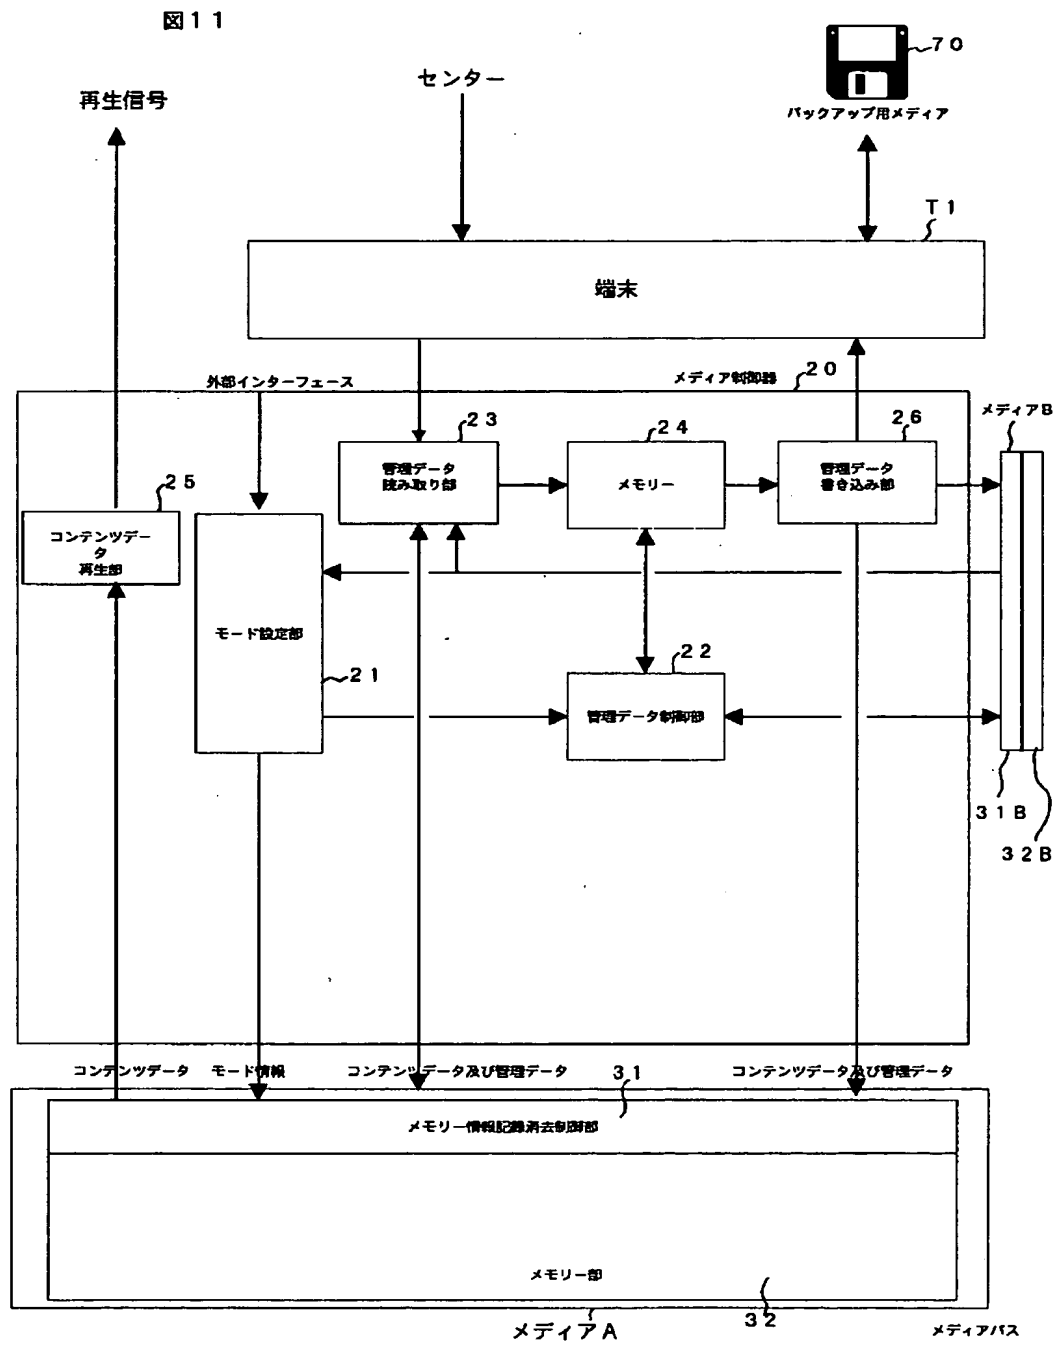 図１１
７０
センター
再生信号
バックアップ用メディア
Ｔ１
端末
外部インターフェース
メディア制御器
２０
メディアＢ
２３
２４
２６
管理データ
読み取り部
メモリー
管理データ
書き込み部
２５
コンテンツデー
タ
再生部
モード設定部
２１
２２
管理データ制御部
３１Ｂ
３２Ｂ
コンテンツデータ
モード情報
コンテンツデータ及び管理データ
３１
コンテンツデータ及び管理データ
メモリー情報記録消去制御部
メモリー部
３２
メディアＡ
メディアバス